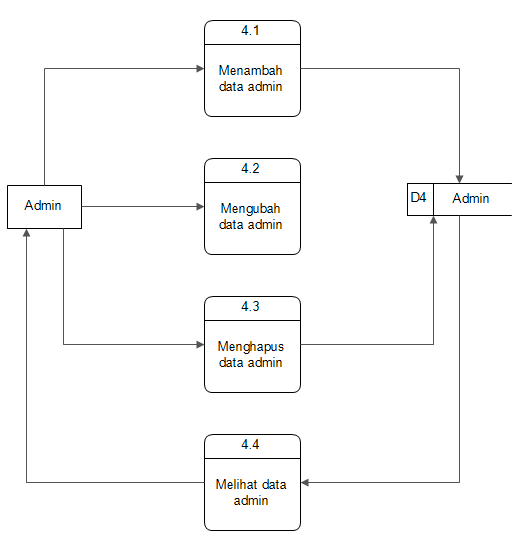 4.1
Menambah
data admin
4.2
Mengubah
data admin
Admin
D4
Admin
4.3
Menghapus
data admin
4.4
Melihat data
admin